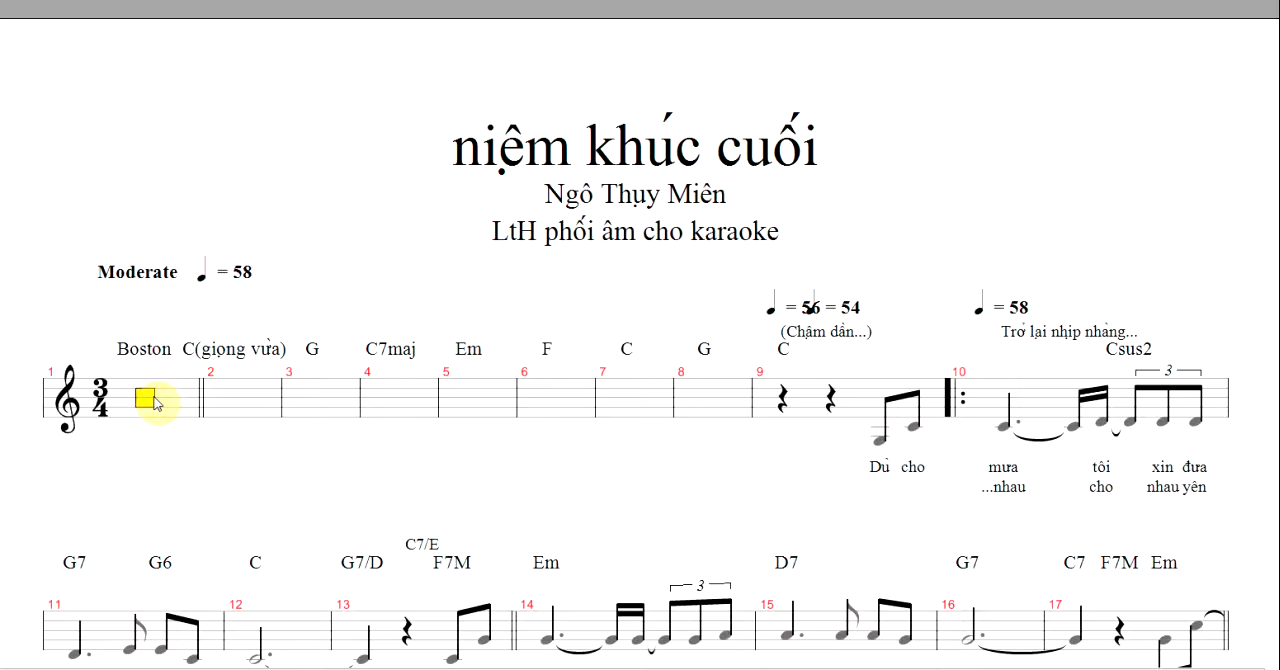 niệm khúc cuối
Ngô Thụy Miên
LtH phối âm cho karaoke
Moderate = 58
= 56 = 54 = 58
(Chậm dần...) Trở lại nhịp nhàng...
Boston C(giọng vừa) G C7maj Em F C G C Csus2
1 2 3 4 5 6 7 8 9 10 3
3
4
Dù cho mưa tôi xin đưa
...nhau cho nhau yên
C7/E
G7 G6 C G7/D F7M Em D7 G7 C7 F7M Em
3
11 12 13 14 15 16 17